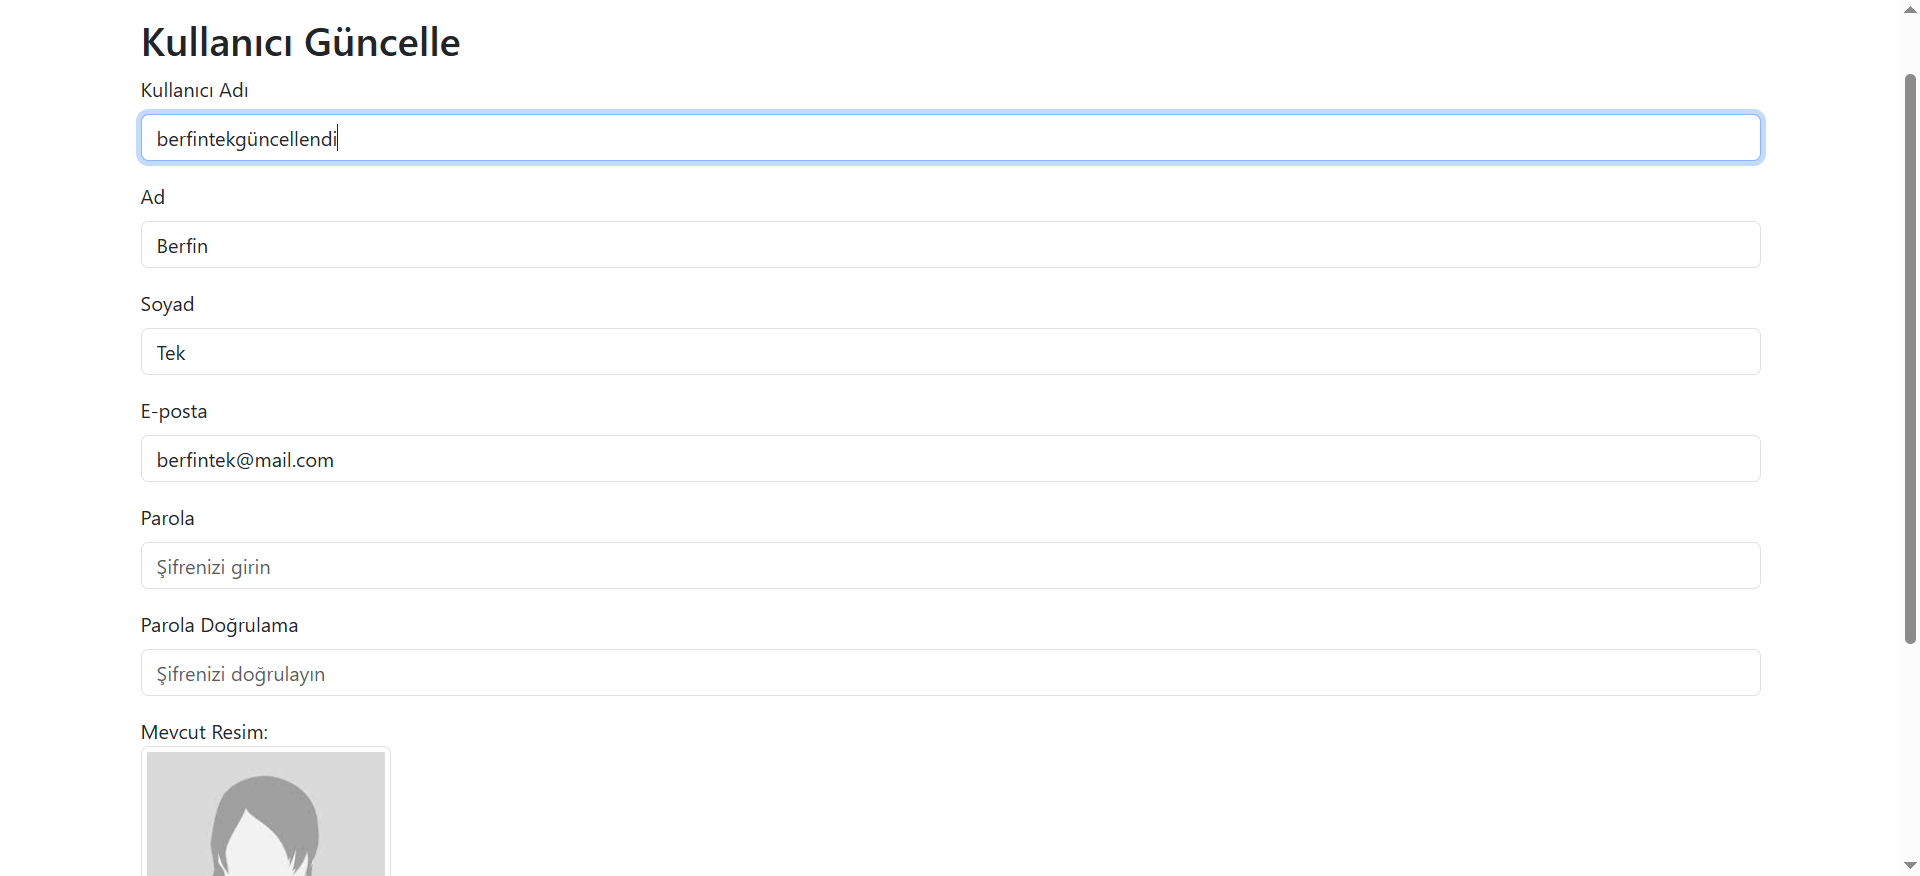 Kullanıcı Güncelle
Kullanıcı Adı
berfintekgüncellendi
Ad
Berfin
Soyad
Tek
E-posta
berfintek@mail.com
Parola
Şifrenizi girin
Parola Doğrulama
Şifrenizi doğrulayın
Mevcut Resim: